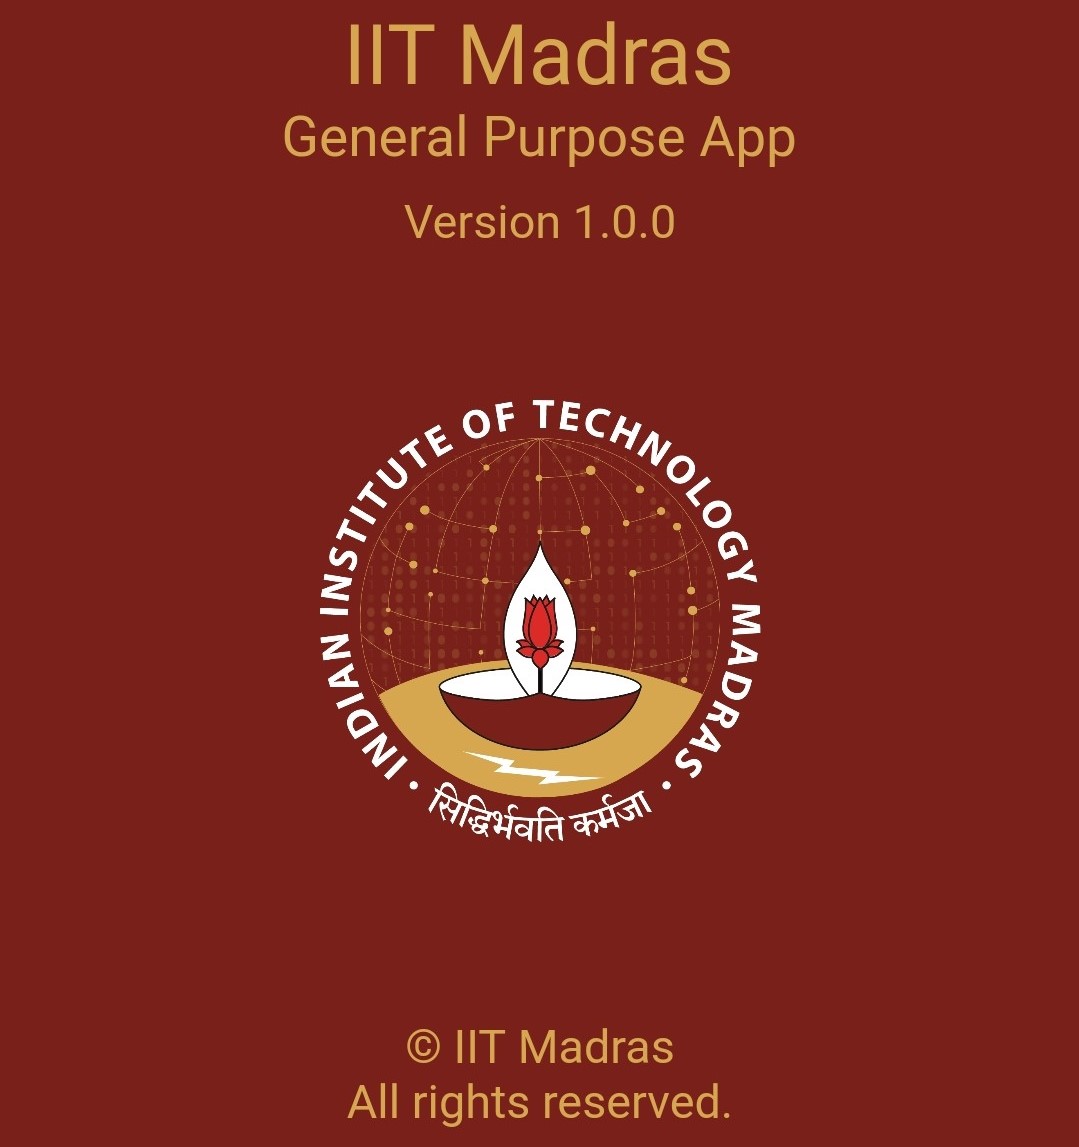 IIT Madras
General Purpose App
Version 1.0.0
INDIAN INSTITUTE OF TECHNOLOGY MADRAS
• सिद्धिर्भवति कर्मजा •
© IIT Madras
All rights reserved.